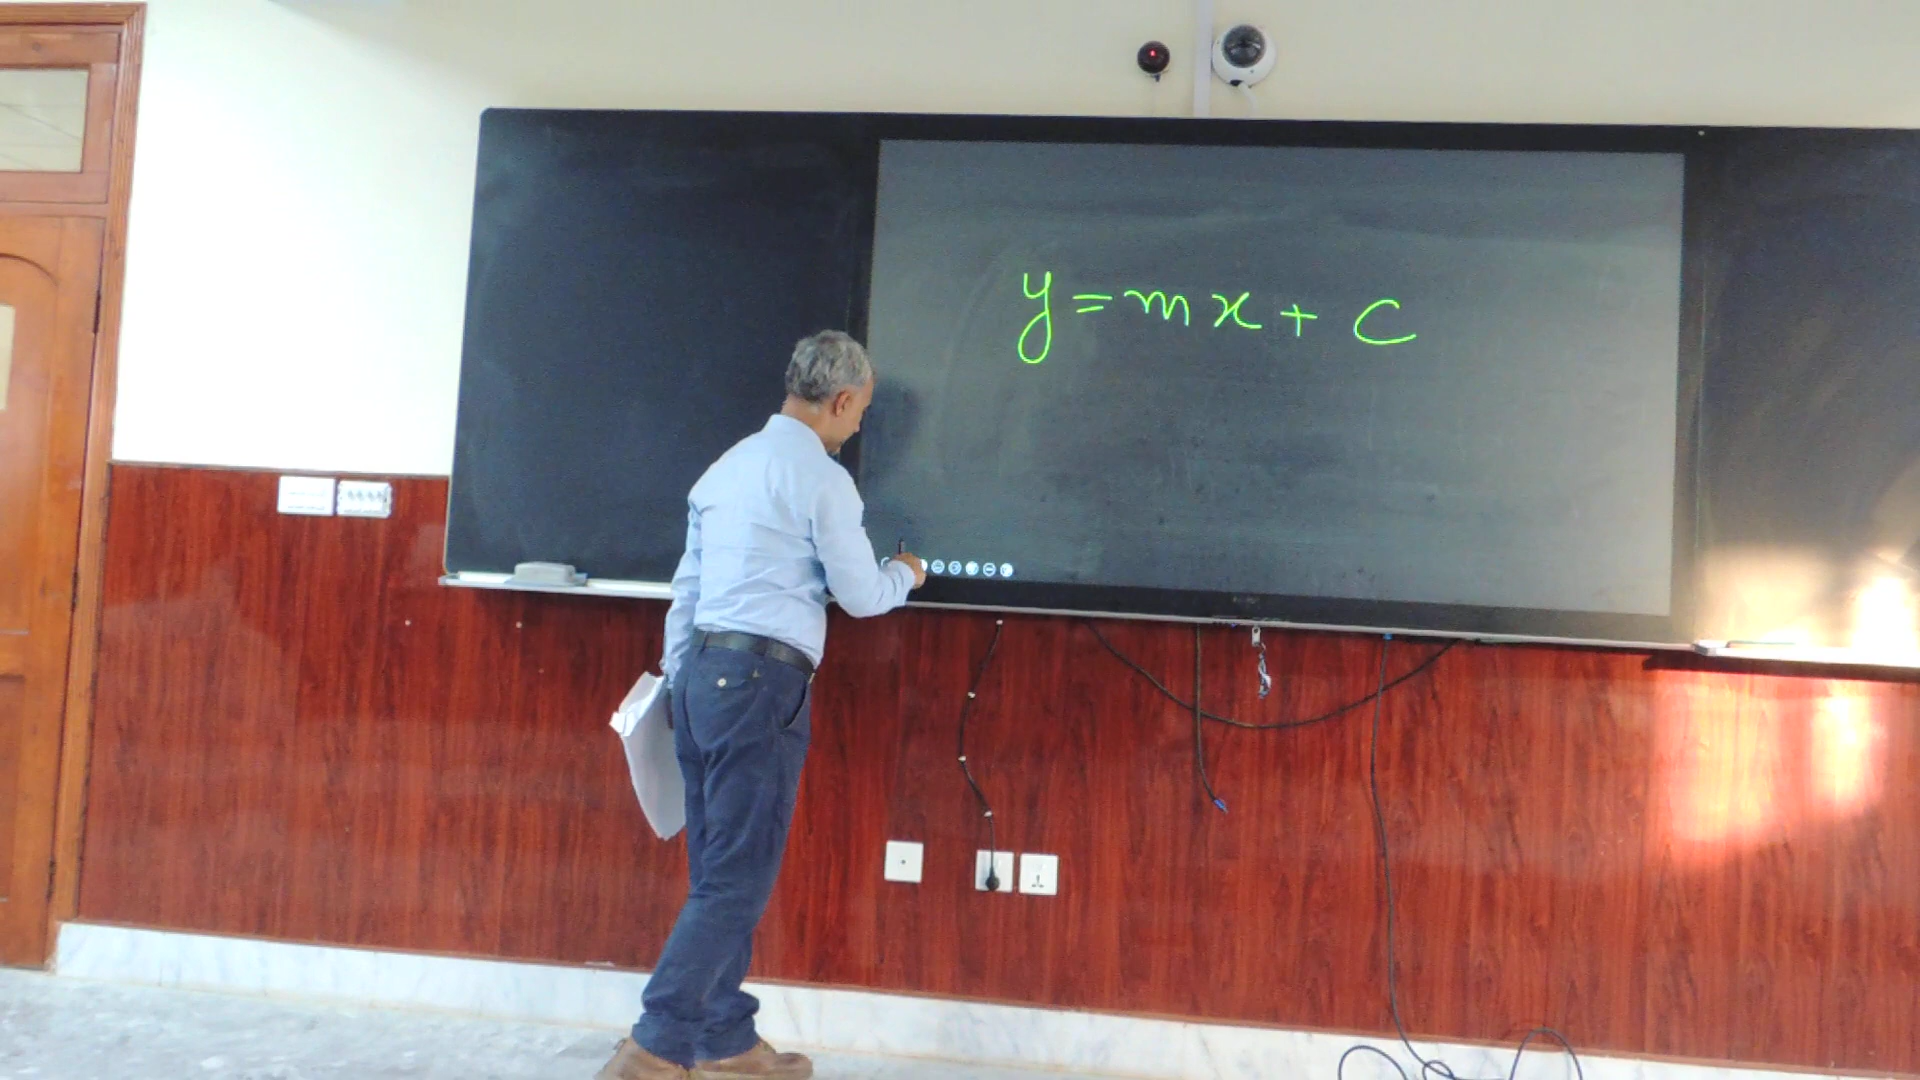 y = mx + c